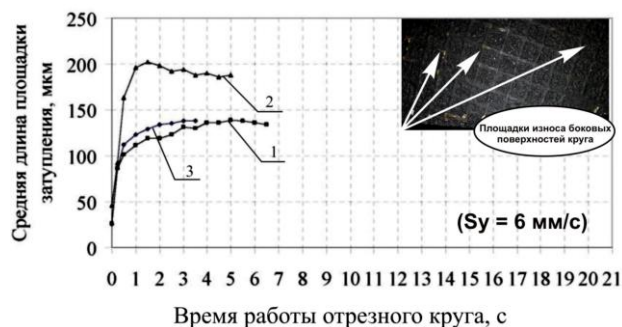 Средняя длина площадки
затупления, мкм
250
200
150
100
50
0
2
1
3
Площадки износа боковых
поверхностей круга
(Sy = 6 мм/с)
0 1 2 3 4 5 6 7 8 9 10 11 12 13 14 15 16 17 18 19 20 21
Время работы отрезного круга, с